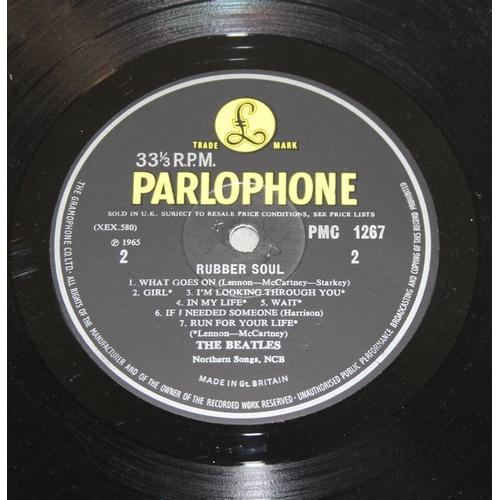 £
TRADE MARK
33⅓ R.P.M.
PARLOPHONE
SOLD IN U.K. SUBJECT TO RESALE PRICE CONDITIONS, SEE PRICE LISTS
(XEX.580)
PMC 1267
℗ 1965
2
2
RUBBER SOUL
1. WHAT GOES ON (Lennon—McCartney—Starkey)
2. GIRL* 3. I'M LOOKING THROUGH YOU*
4. IN MY LIFE* 5. WAIT*
6. IF I NEEDED SOMEONE (Harrison)
7. RUN FOR YOUR LIFE*
(*Lennon—McCartney)
THE BEATLES
Northern Songs, NCB
MADE IN GT. BRITAIN
THE GRAMOPHONE CO. LTD. ALL RIGHTS OF THE MANUFACTURER AND OF THE OWNER OF THE RECORDED WORK RESERVED. UNAUTHORISED PUBLIC PERFORMANCE BROADCASTING AND COPYING OF THIS RECORD PROHIBITED